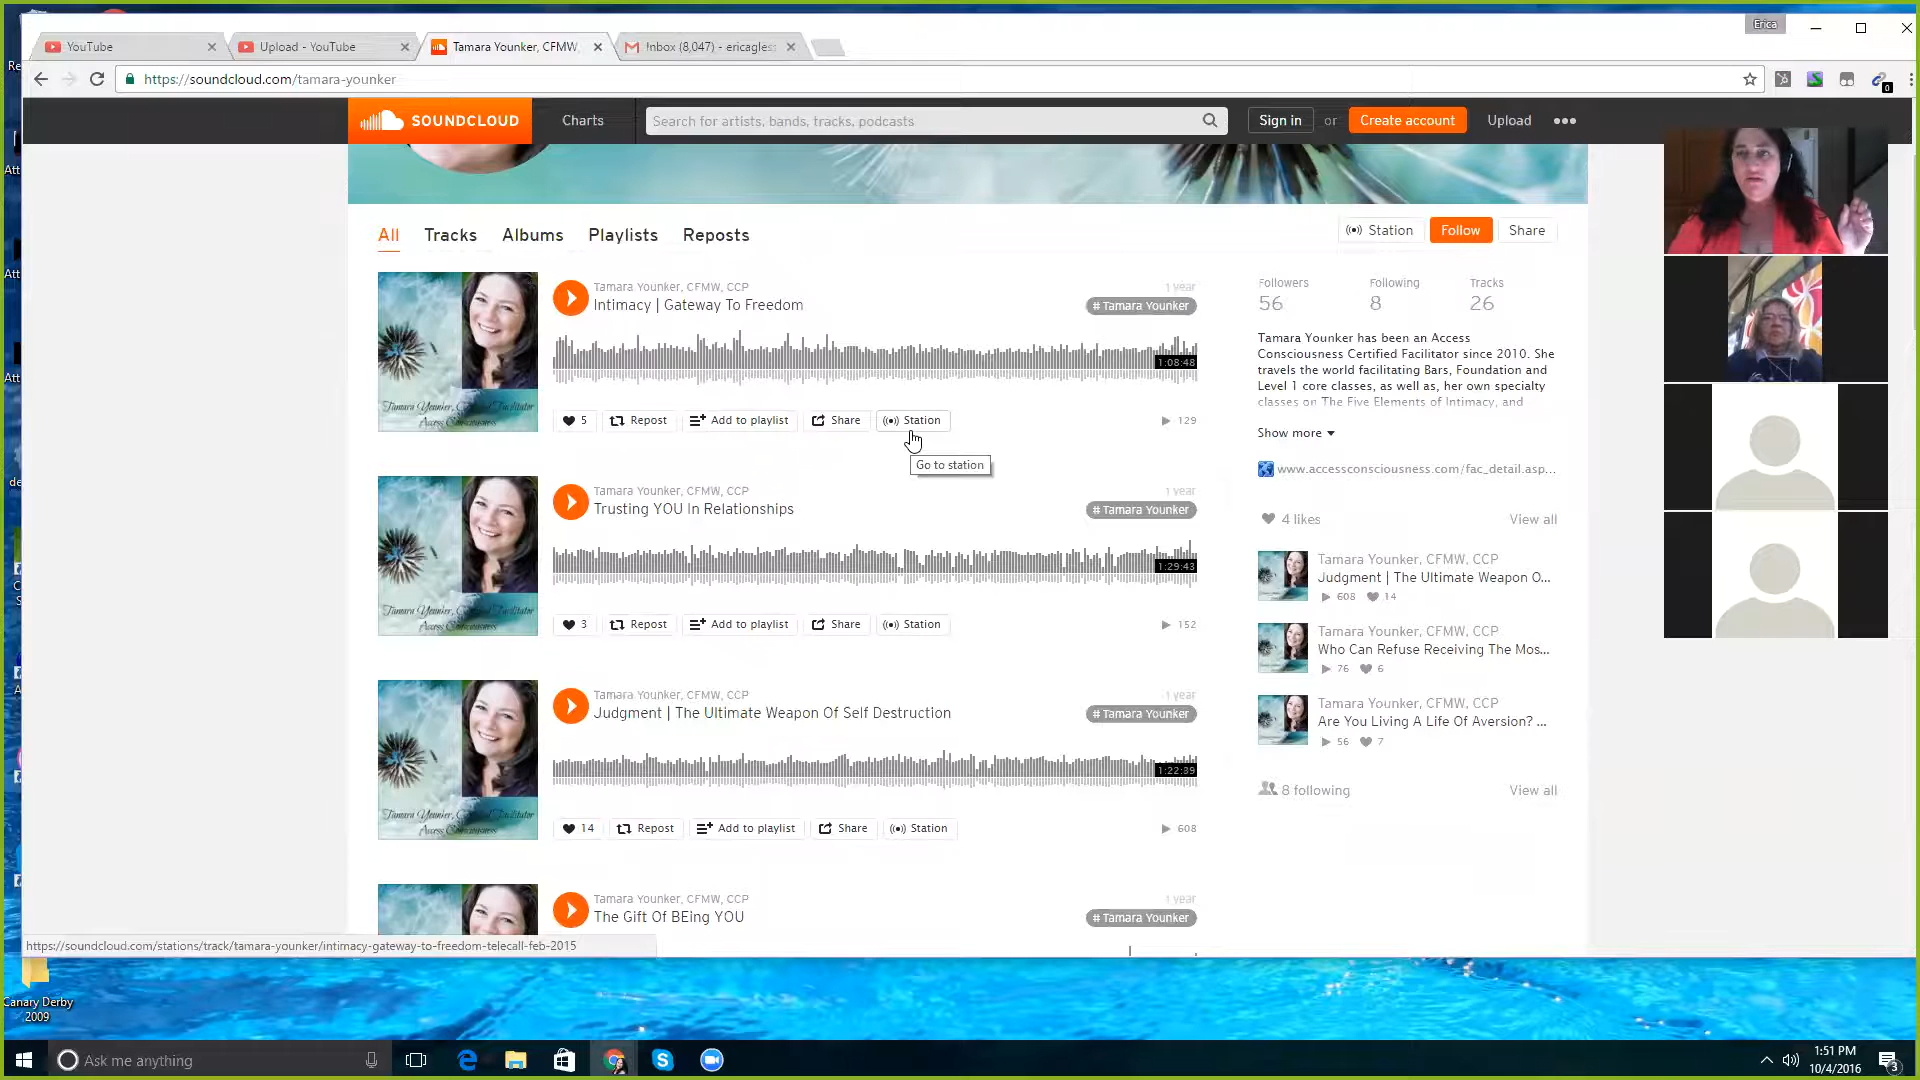 Erica
YouTube
Upload - YouTube
Tamara Younker, CFMW,
Inbox (8,047) - ericagless
https://soundcloud.com/tamara-younker
0
SOUNDCLOUD
Charts
Search for artists, bands, tracks, podcasts
Sign in or Create account Upload
All Tracks Albums Playlists Reposts
Station Follow Share
Tamara Younker, CFMW, CCP
1 year
Intimacy | Gateway To Freedom
# Tamara Younker
1:08:48
5 Repost Add to playlist Share Station
129
Go to station
Tamara Younker, CFMW, CCP
1 year
Trusting YOU In Relationships
# Tamara Younker
1:29:43
3 Repost Add to playlist Share Station
152
Tamara Younker, CFMW, CCP
1 year
Judgment | The Ultimate Weapon Of Self Destruction
# Tamara Younker
1:22:39
14 Repost Add to playlist Share Station
608
Tamara Younker, CFMW, CCP
1 year
The Gift Of BEing YOU
# Tamara Younker
Followers Following Tracks
56 8 26
Tamara Younker has been an Access
Consciousness Certified Facilitator since 2010. She
travels the world facilitating Bars, Foundation and
Level 1 core classes, as well as, her own specialty
classes on The Five Elements of Intimacy, and
Show more
www.accessconsciousness.com/fac_detail.asp...
4 likes View all
Tamara Younker, CFMW, CCP
Judgment | The Ultimate Weapon O...
608 14
Tamara Younker, CFMW, CCP
Who Can Refuse Receiving The Mos...
76 6
Tamara Younker, CFMW, CCP
Are You Living A Life Of Aversion? ...
56 7
8 following View all
https://soundcloud.com/stations/track/tamara-younker/intimacy-gateway-to-freedom-telecall-feb-2015
Canary Derby
2009
Ask me anything
1:51 PM
10/4/2016
3